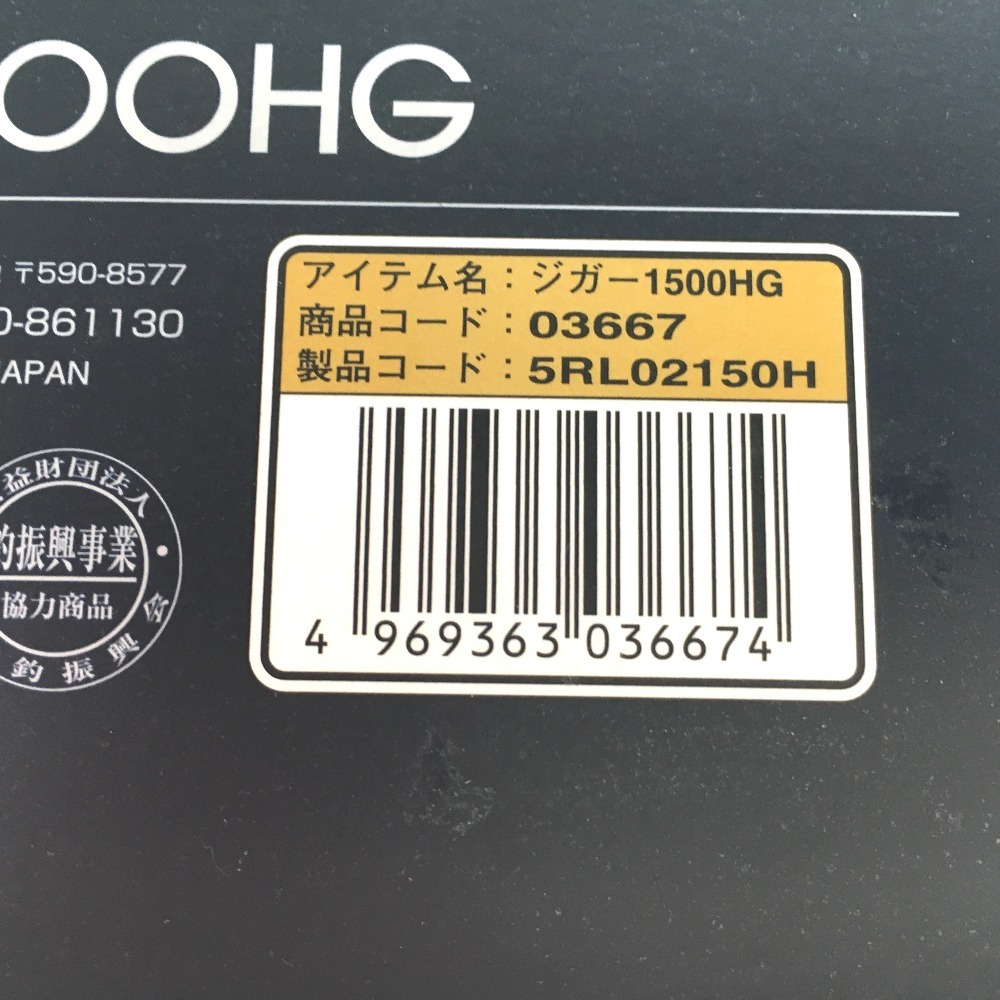 00HG
〒590-8577
0-861130
JAPAN
アイテム名：ジガー1500HG
商品コード：03667
製品コード：5RL02150H
4 969363 036674
益財団法人
釣振興事業
協力商品
釣振興会